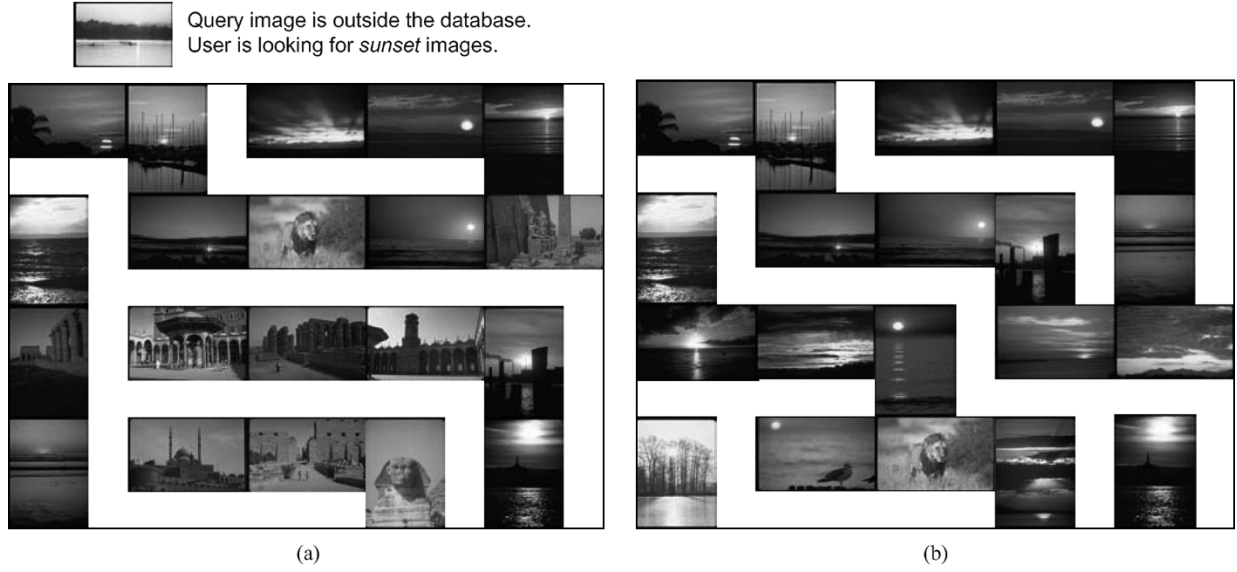 Query image is outside the database.
User is looking for sunset images.
(a)
(b)